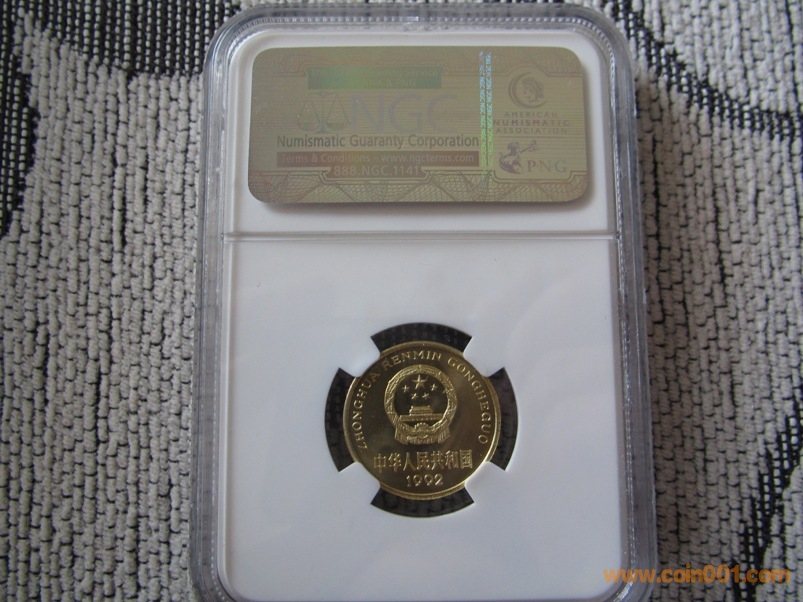 NGC
Numismatic Guaranty Corporation
Terms & Conditions – www.ngcterms.com
888.NGC.1141
AMERICAN
NUMISMATIC
ASSOCIATION
PNG
ZHONGHUA RENMIN GONGHEGUO
中华人民共和国
1992
www.coin001.com